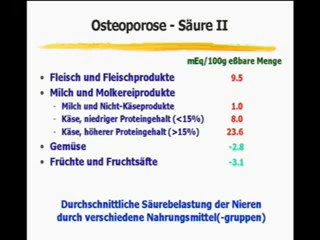 Osteoporose - Säure II
mEq/100g eßbare Menge
• Fleisch und Fleischprodukte 9.5
• Milch und Molkereiprodukte
- Milch und Nicht-Käseprodukte 1.0
- Käse, niedriger Proteingehalt (<15%) 8.0
- Käse, höherer Proteingehalt (>15%) 23.6
• Gemüse -2.8
• Früchte und Fruchtsäfte -3.1
Durchschnittliche Säurebelastung der Nieren
durch verschiedene Nahrungsmittel(-gruppen)